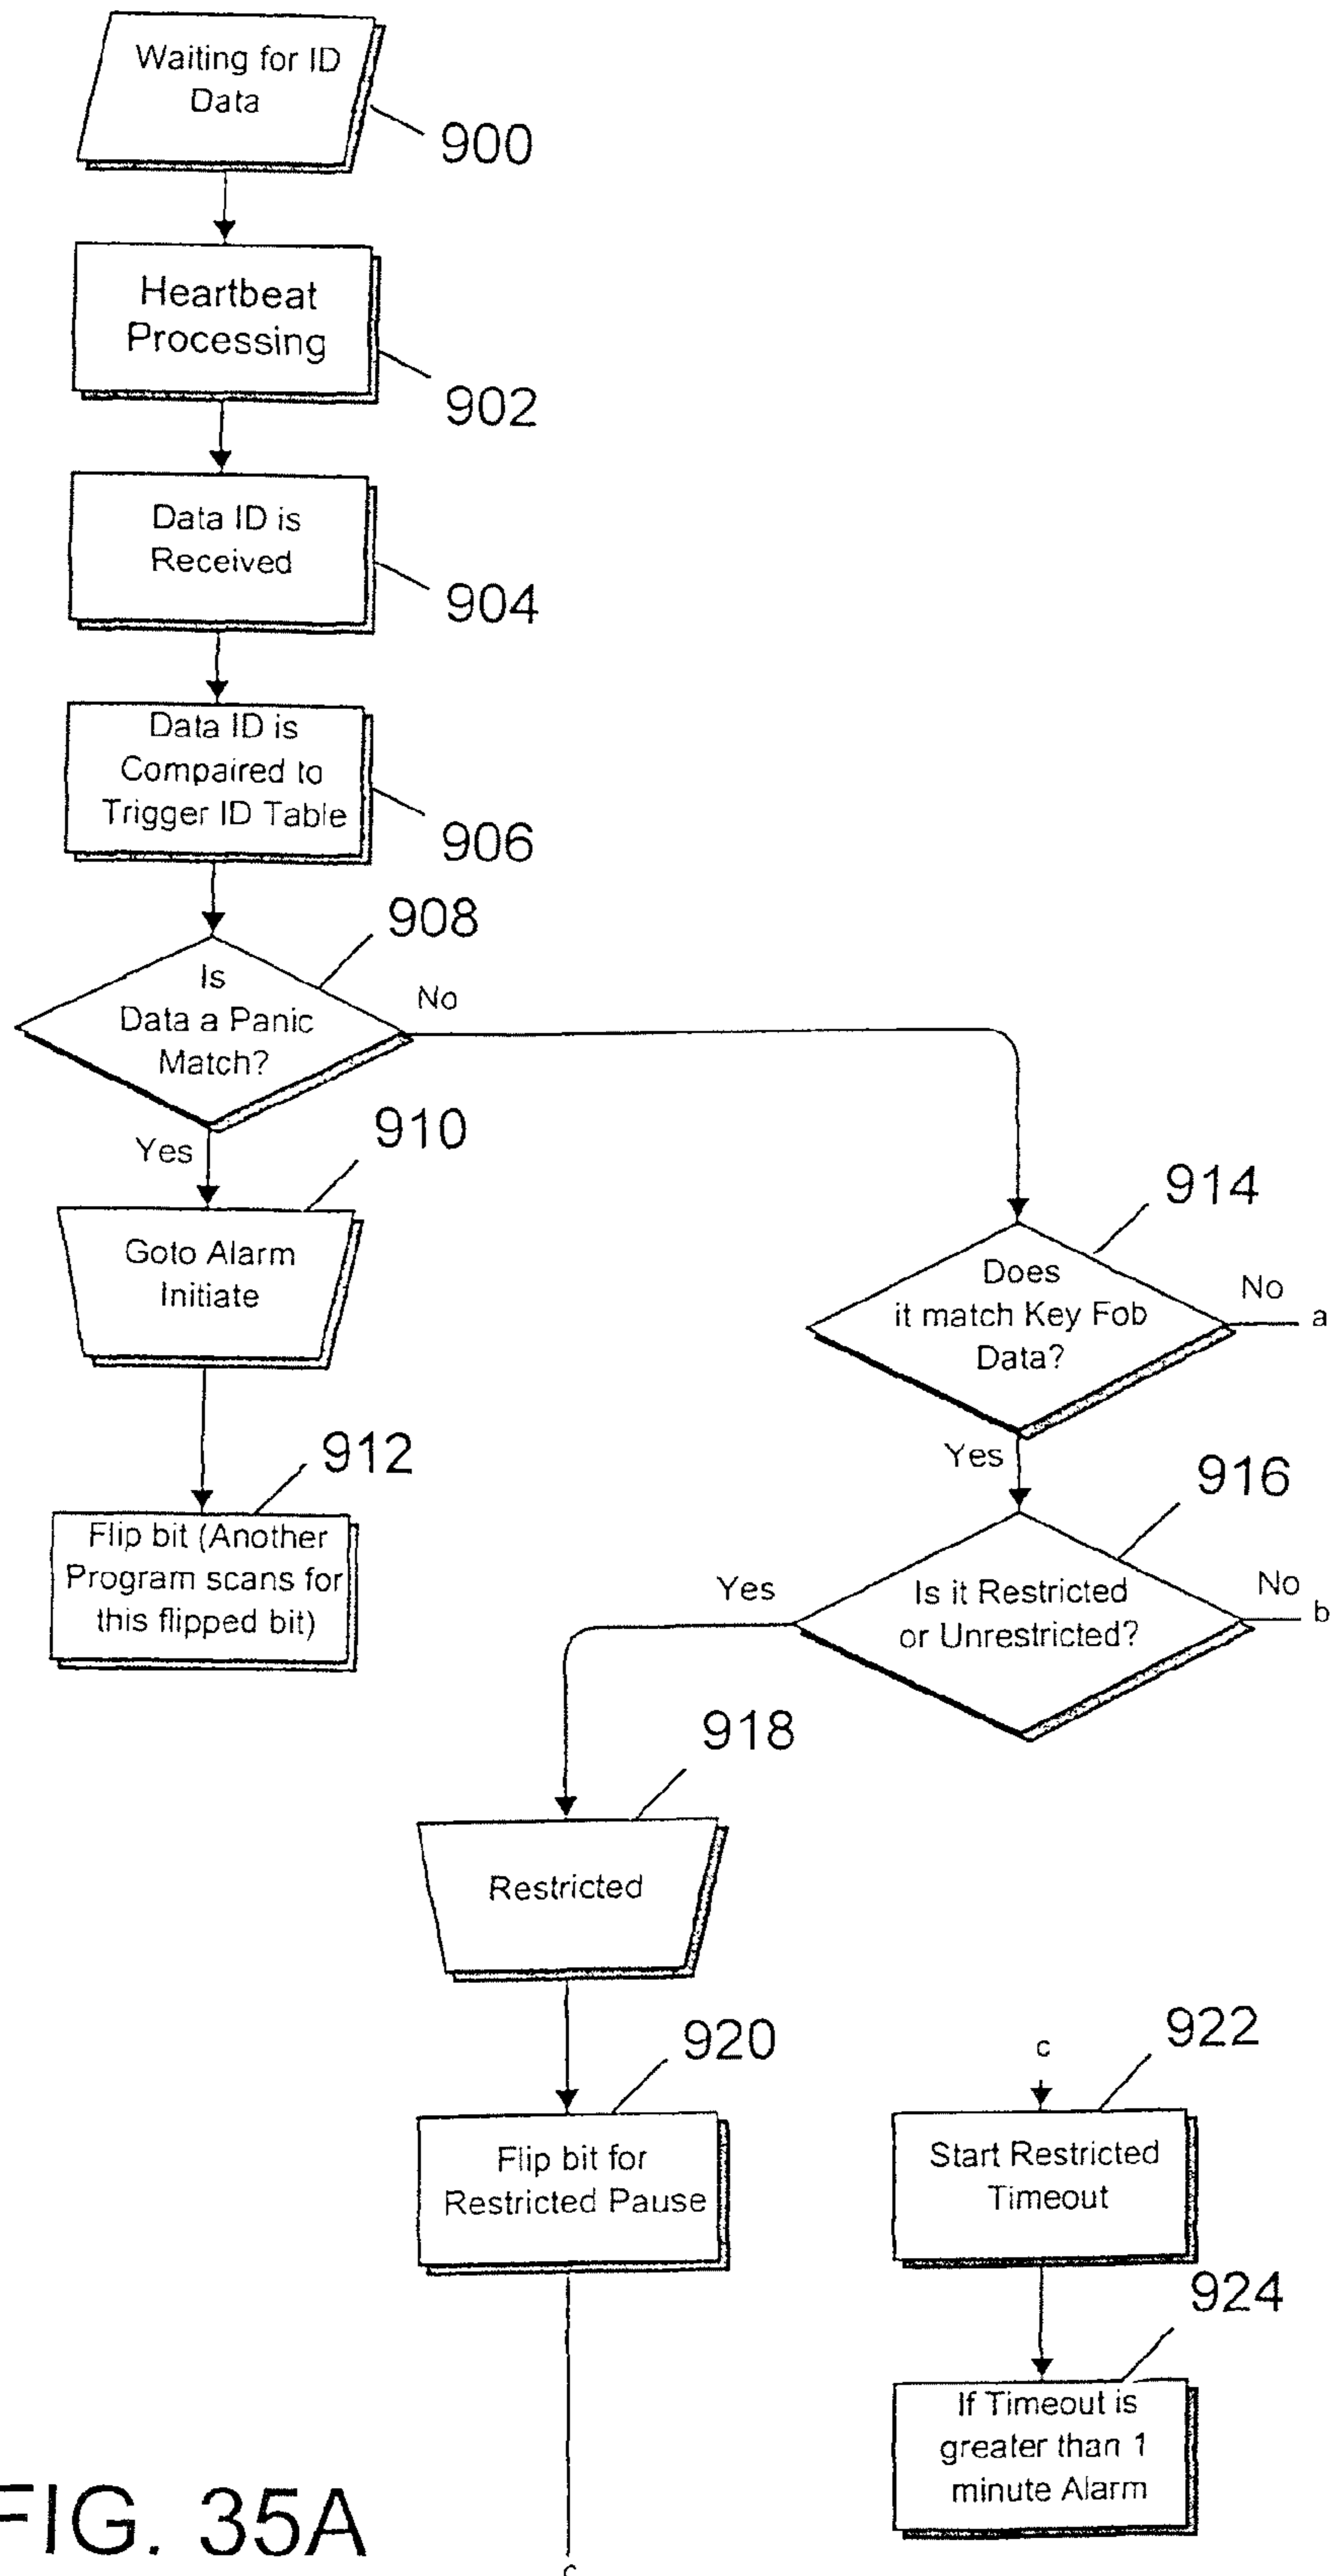 Waiting for ID
Data
900
Heartbeat
Processing
902
Data ID is
Received
904
Data ID is
Compaired to
Trigger ID Table
906
908
Is
Data a Panic
Match?
No
Yes
910
Goto Alarm
Initiate
912
Flip bit (Another
Program scans for
this flipped bit)
914
Does
it match Key Fob
Data?
No
a
Yes
916
Is it Restricted
or Unrestricted?
No
b
Yes
918
Restricted
920
Flip bit for
Restricted Pause
c
c
922
Start Restricted
Timeout
924
If Timeout is
greater than 1
minute Alarm
FIG. 35A